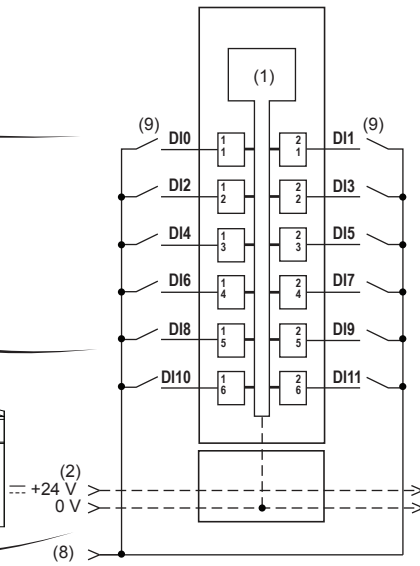 (1)
(9) DI0 1 1 2 1 DI1 (9)
DI2 1 2 2 2 DI3
DI4 1 3 2 3 DI5
DI6 1 4 2 4 DI7
DI8 1 5 2 5 DI9
DI10 1 6 2 6 DI11
(2)
+24 V
0 V
(8)